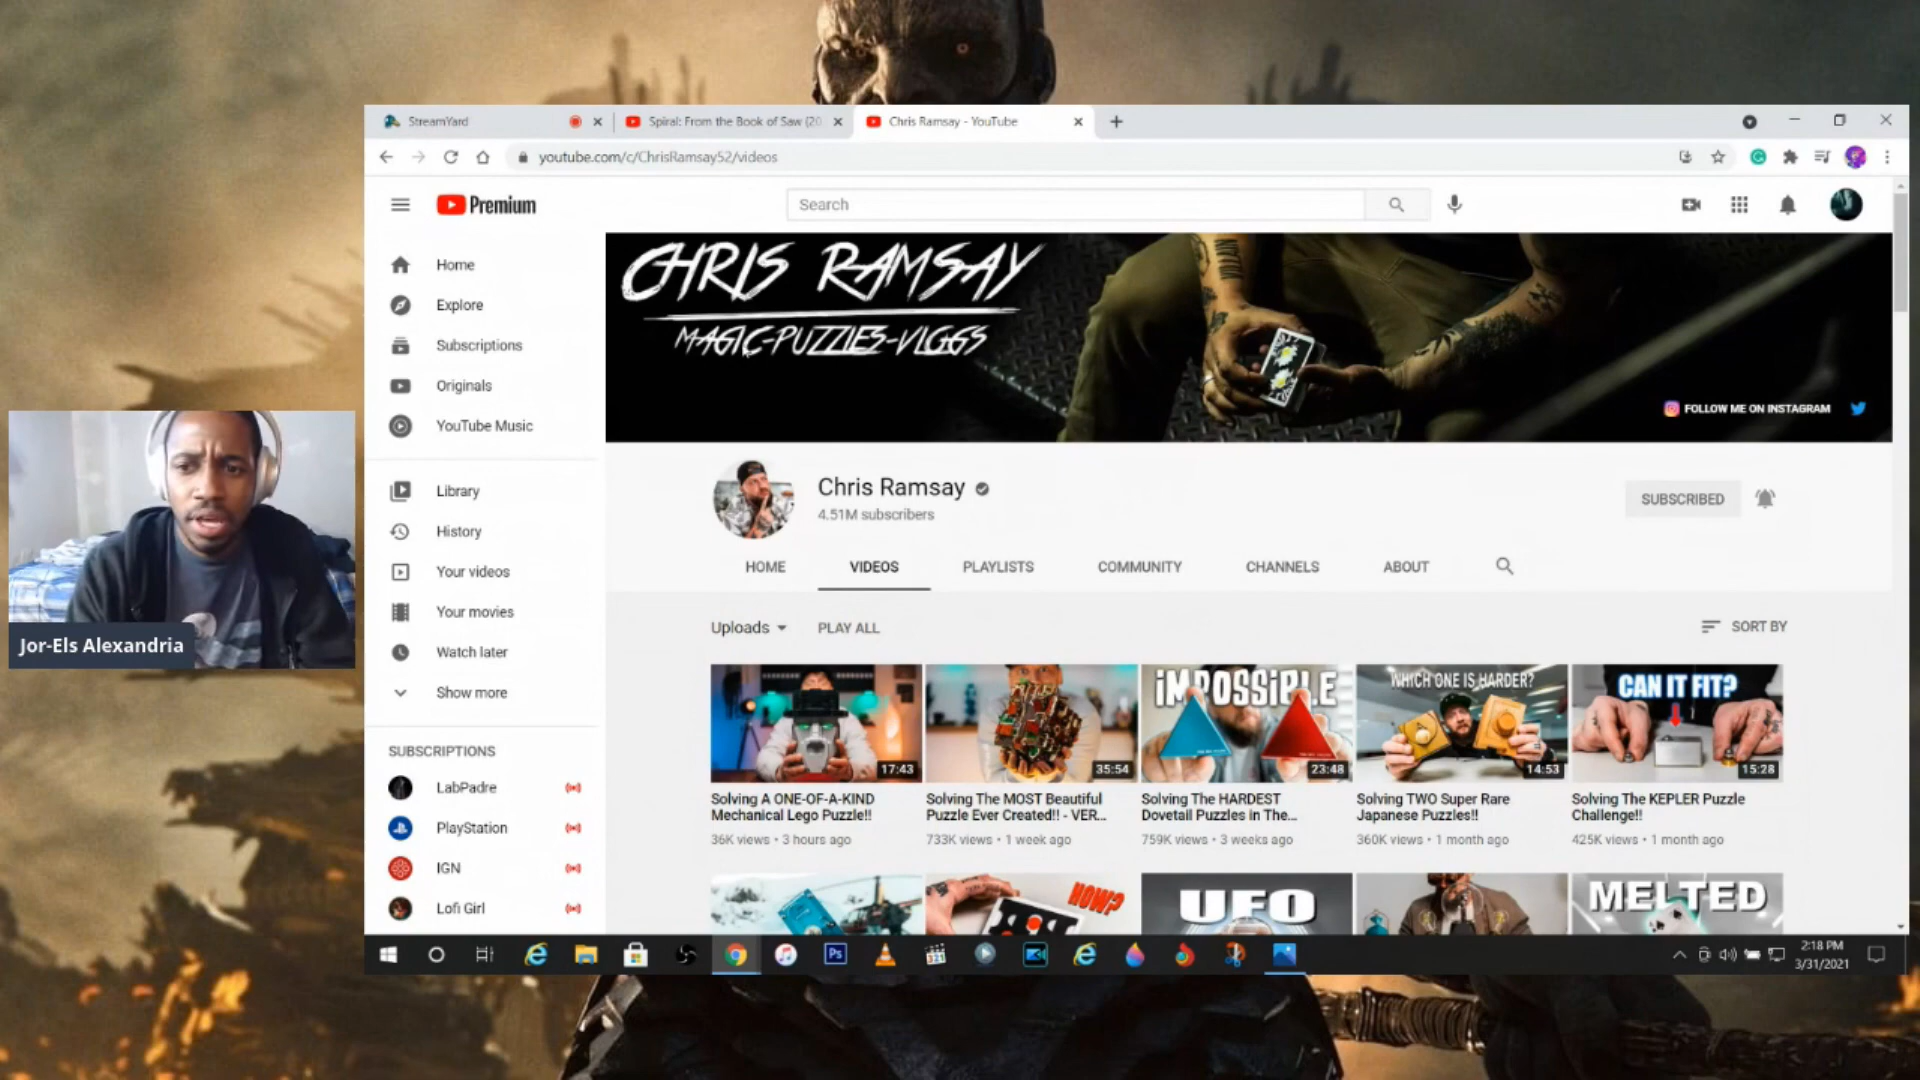 StreamYard
Spiral: From the Book of Saw (20
Chris Ramsay - YouTube
youtube.com/c/ChrisRamsay52/videos
Premium
Search
Home
Explore
Subscriptions
Originals
YouTube Music
Library
History
Your videos
Your movies
Watch later
Show more
SUBSCRIPTIONS
LabPadre
PlayStation
IGN
Lofi Girl
CHRIS RAMSAY
MAGIC-PUZZLES-VLOGS
FOLLOW ME ON INSTAGRAM
Chris Ramsay
4.51M subscribers
SUBSCRIBED
HOME VIDEOS PLAYLISTS COMMUNITY CHANNELS ABOUT
Uploads PLAY ALL SORT BY
17:43
Solving A ONE-OF-A-KIND
Mechanical Lego Puzzle!!
36K views • 3 hours ago
35:54
Solving The MOST Beautiful
Puzzle Ever Created!! - VER...
733K views • 1 week ago
IMPOSSIBLE
23:48
Solving The HARDEST
Dovetail Puzzles in The...
759K views • 3 weeks ago
WHICH ONE IS HARDER?
14:53
Solving TWO Super Rare
Japanese Puzzles!!
360K views • 1 month ago
CAN IT FIT?
15:28
Solving The KEPLER Puzzle
Challenge!!
425K views • 1 month ago
HOW?
UFO
MELTED
Ps
321
2:18 PM
3/31/2021
Jor-Els Alexandria